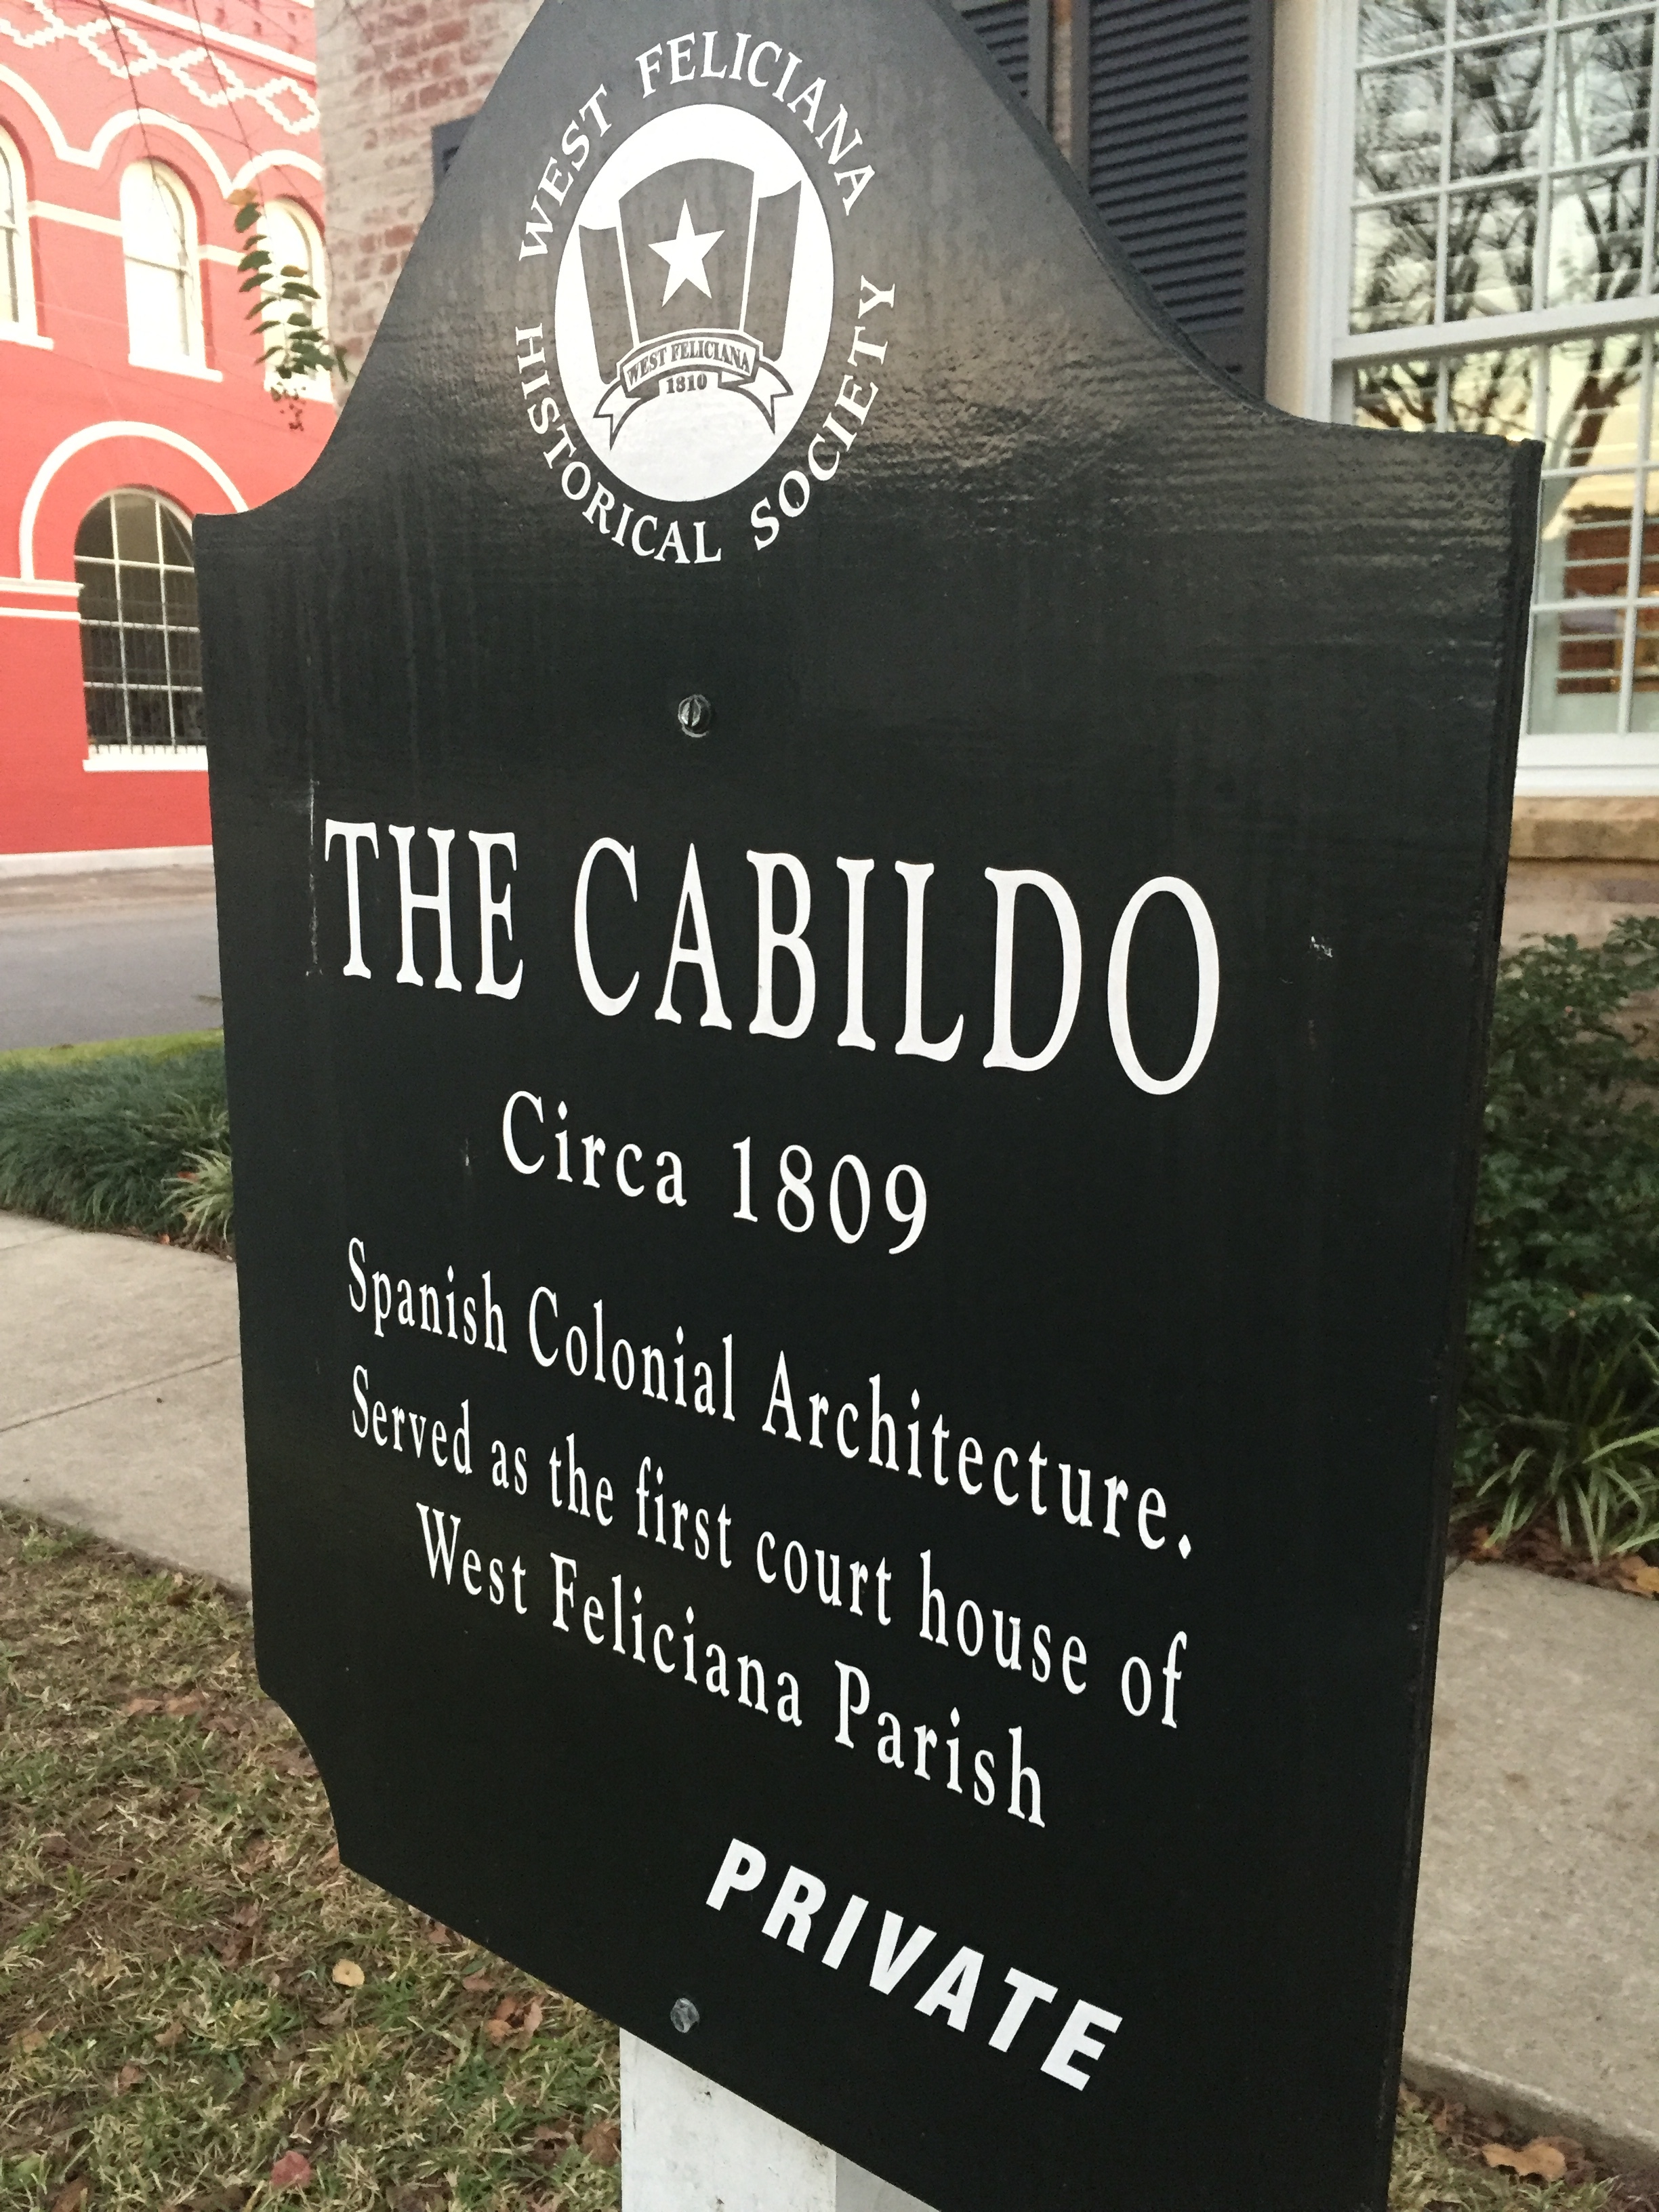 WEST FELICIANA
HISTORICAL SOCIETY
WEST FELICIANA
1810
THE CABILDO
Circa 1809
Spanish Colonial Architecture.
Served as the first court house of
West Feliciana Parish
PRIVATE